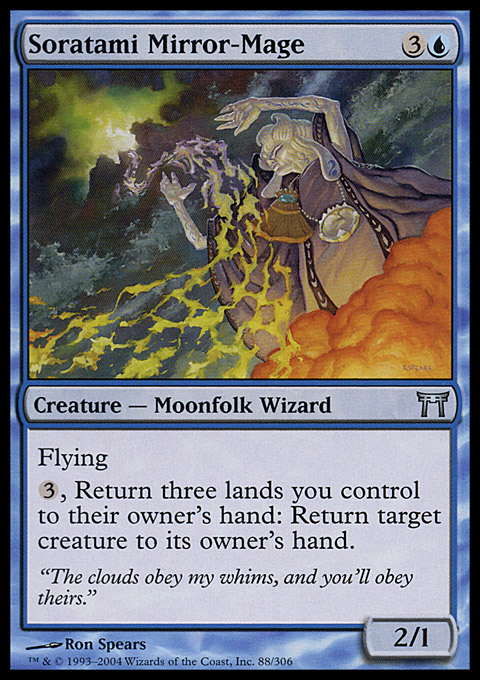 Soratami Mirror-Mage 3
R.SPEARS
Creature — Moonfolk Wizard
Flying
3, Return three lands you control
to their owner's hand: Return target
creature to its owner's hand.
“The clouds obey my whims, and you’ll obey
theirs.”
2/1
Ron Spears
™ & © 1993–2004 Wizards of the Coast, Inc. 88/306